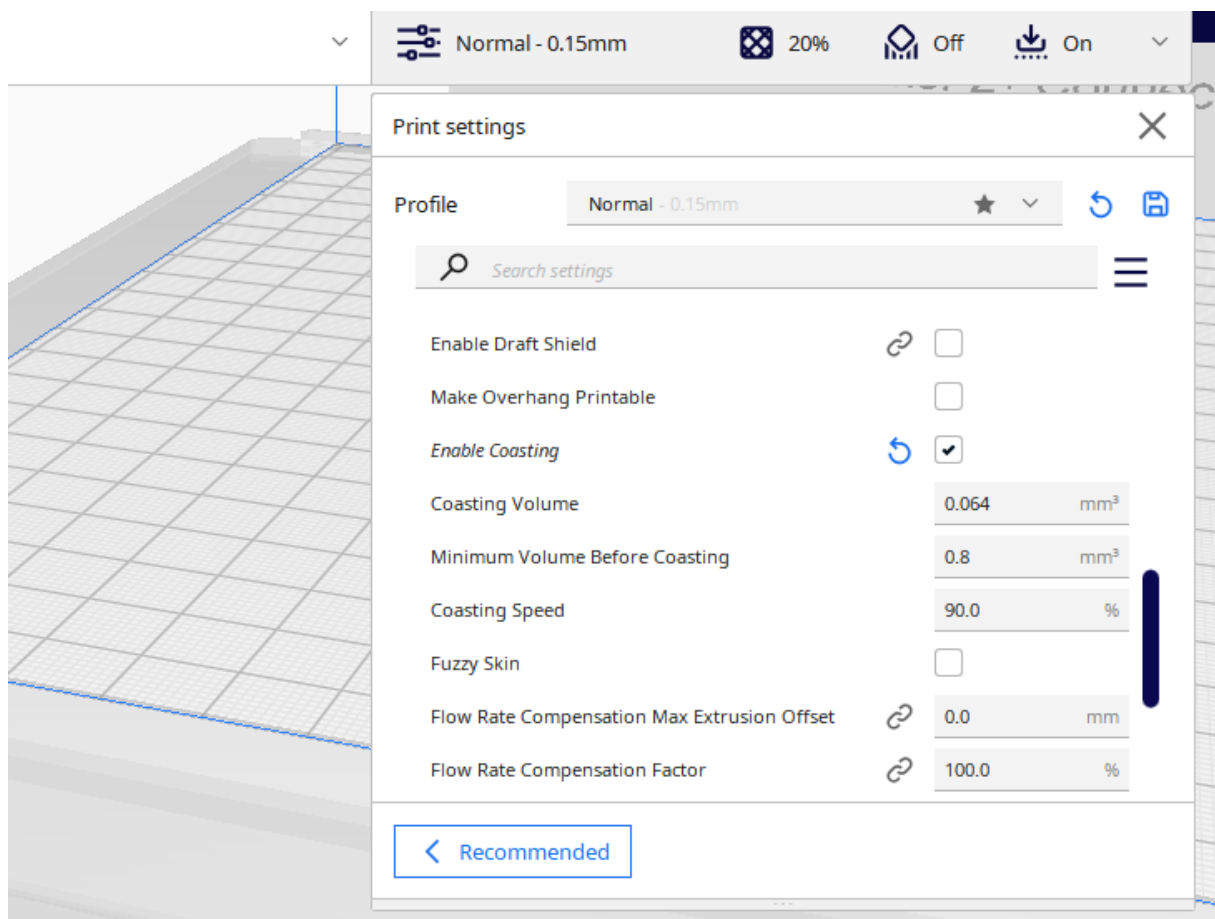 Normal - 0.15mm 20% Off On
Print settings
Profile Normal - 0.15mm
Search settings
Enable Draft Shield
Make Overhang Printable
Enable Coasting
Coasting Volume 0.064 mm³
Minimum Volume Before Coasting 0.8 mm³
Coasting Speed 90.0 %
Fuzzy Skin
Flow Rate Compensation Max Extrusion Offset 0.0 mm
Flow Rate Compensation Factor 100.0 %
Recommended